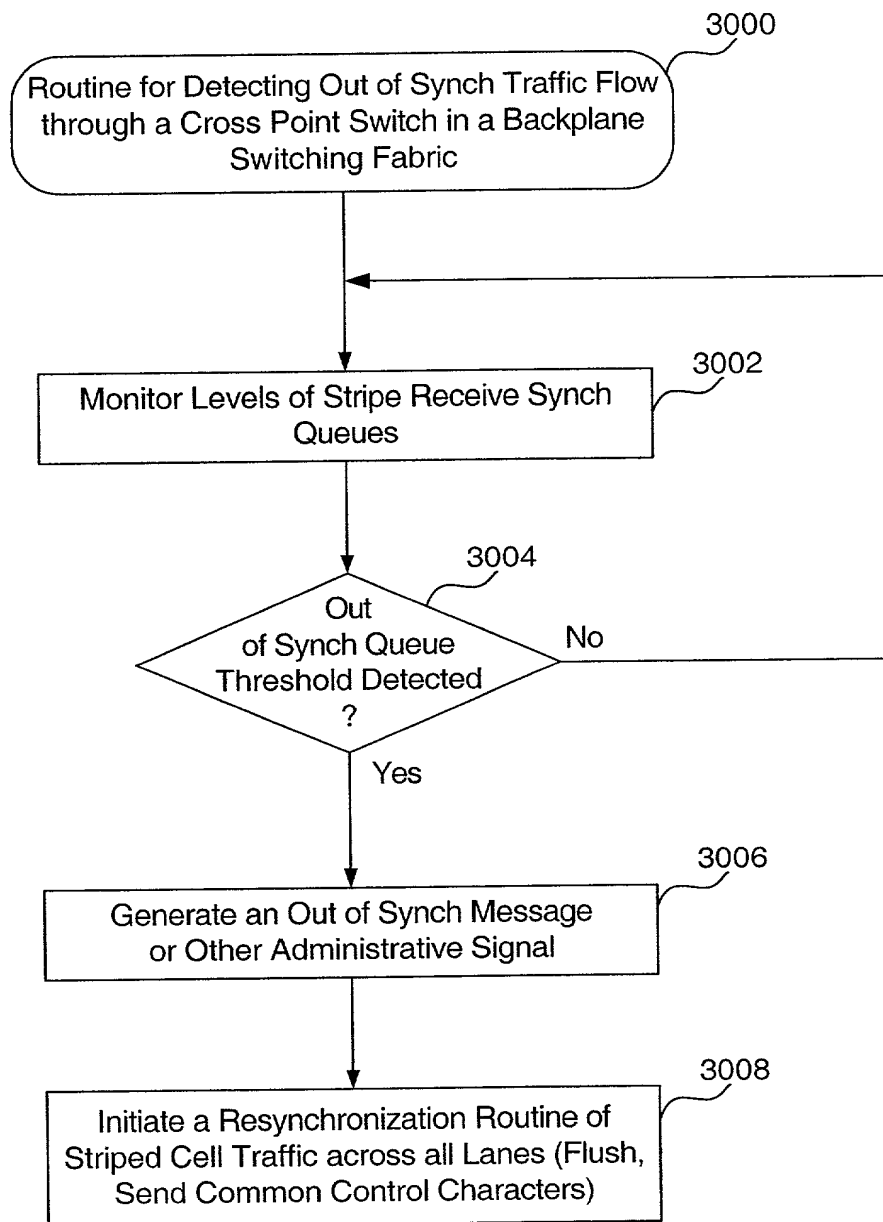 3000
Routine for Detecting Out of Synch Traffic Flow
through a Cross Point Switch in a Backplane
Switching Fabric
3002
Monitor Levels of Stripe Receive Synch
Queues
3004
Out
of Synch Queue
Threshold Detected
?
No
Yes
3006
Generate an Out of Synch Message
or Other Administrative Signal
3008
Initiate a Resynchronization Routine of
Striped Cell Traffic across all Lanes (Flush,
Send Common Control Characters)